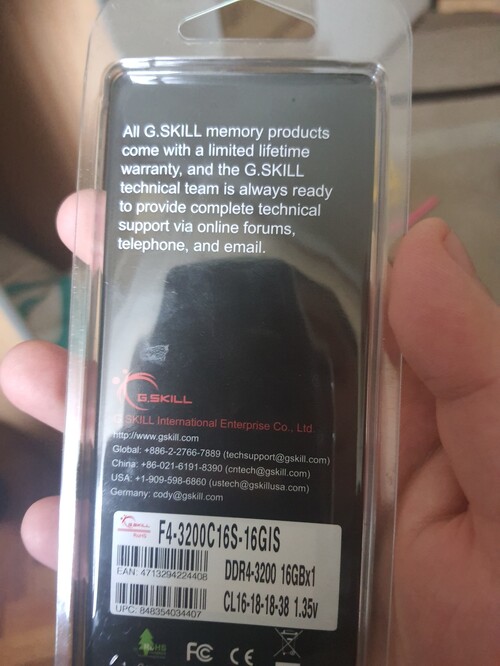 All G.SKILL memory products
come with a limited lifetime
warranty, and the G.SKILL
technical team is always ready
to provide complete technical
support via online forums,
telephone, and email.
G.SKILL
G.SKILL International Enterprise Co., Ltd
http://www.gskill.com
Global: +886-2-2766-7889 (techsupport@gskill.com)
China: +86-021-6191-8390 (cntech@gskill.com)
USA: +1-909-598-6860 (ustech@gskillusa.com)
Germany: cody@gskill.com
G.SKILL
RoHS
F4-3200C16S-16GIS
EAN: 4713294224408
DDR4-3200 16GBx1
UPC: 848354034407
CL16-18-18-38 1.35v
RoHS
FC CE